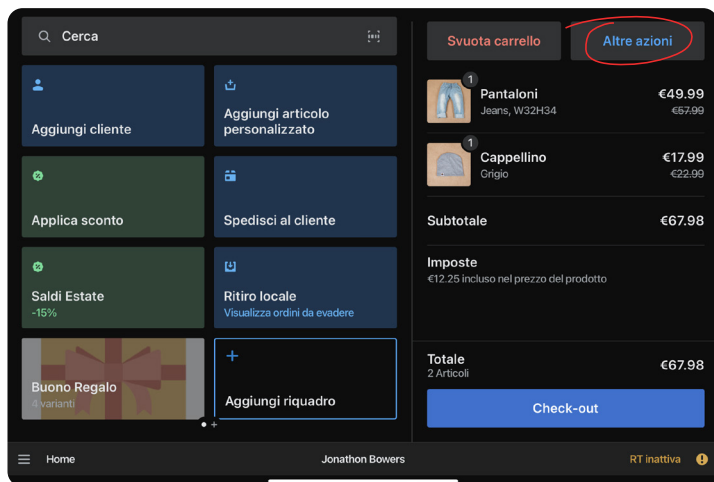 Cerca
Aggiungi cliente
Aggiungi articolo
personalizzato
Applica sconto
Spedisci al cliente
Saldi Estate
-15%
Ritiro locale
Visualizza ordini da evadere
Buono Regalo
4 varianti
Aggiungi riquadro
Svuota carrello
Altre azioni
1
Pantaloni €49.99
Jeans, W32H34 €57.99
1
Cappellino €17.99
Grigio €22.99
Subtotale €67.98
Imposte
€12.25 incluso nel prezzo del prodotto
Totale €67.98
2 Articoli
Check-out
Home Jonathon Bowers RT inattiva